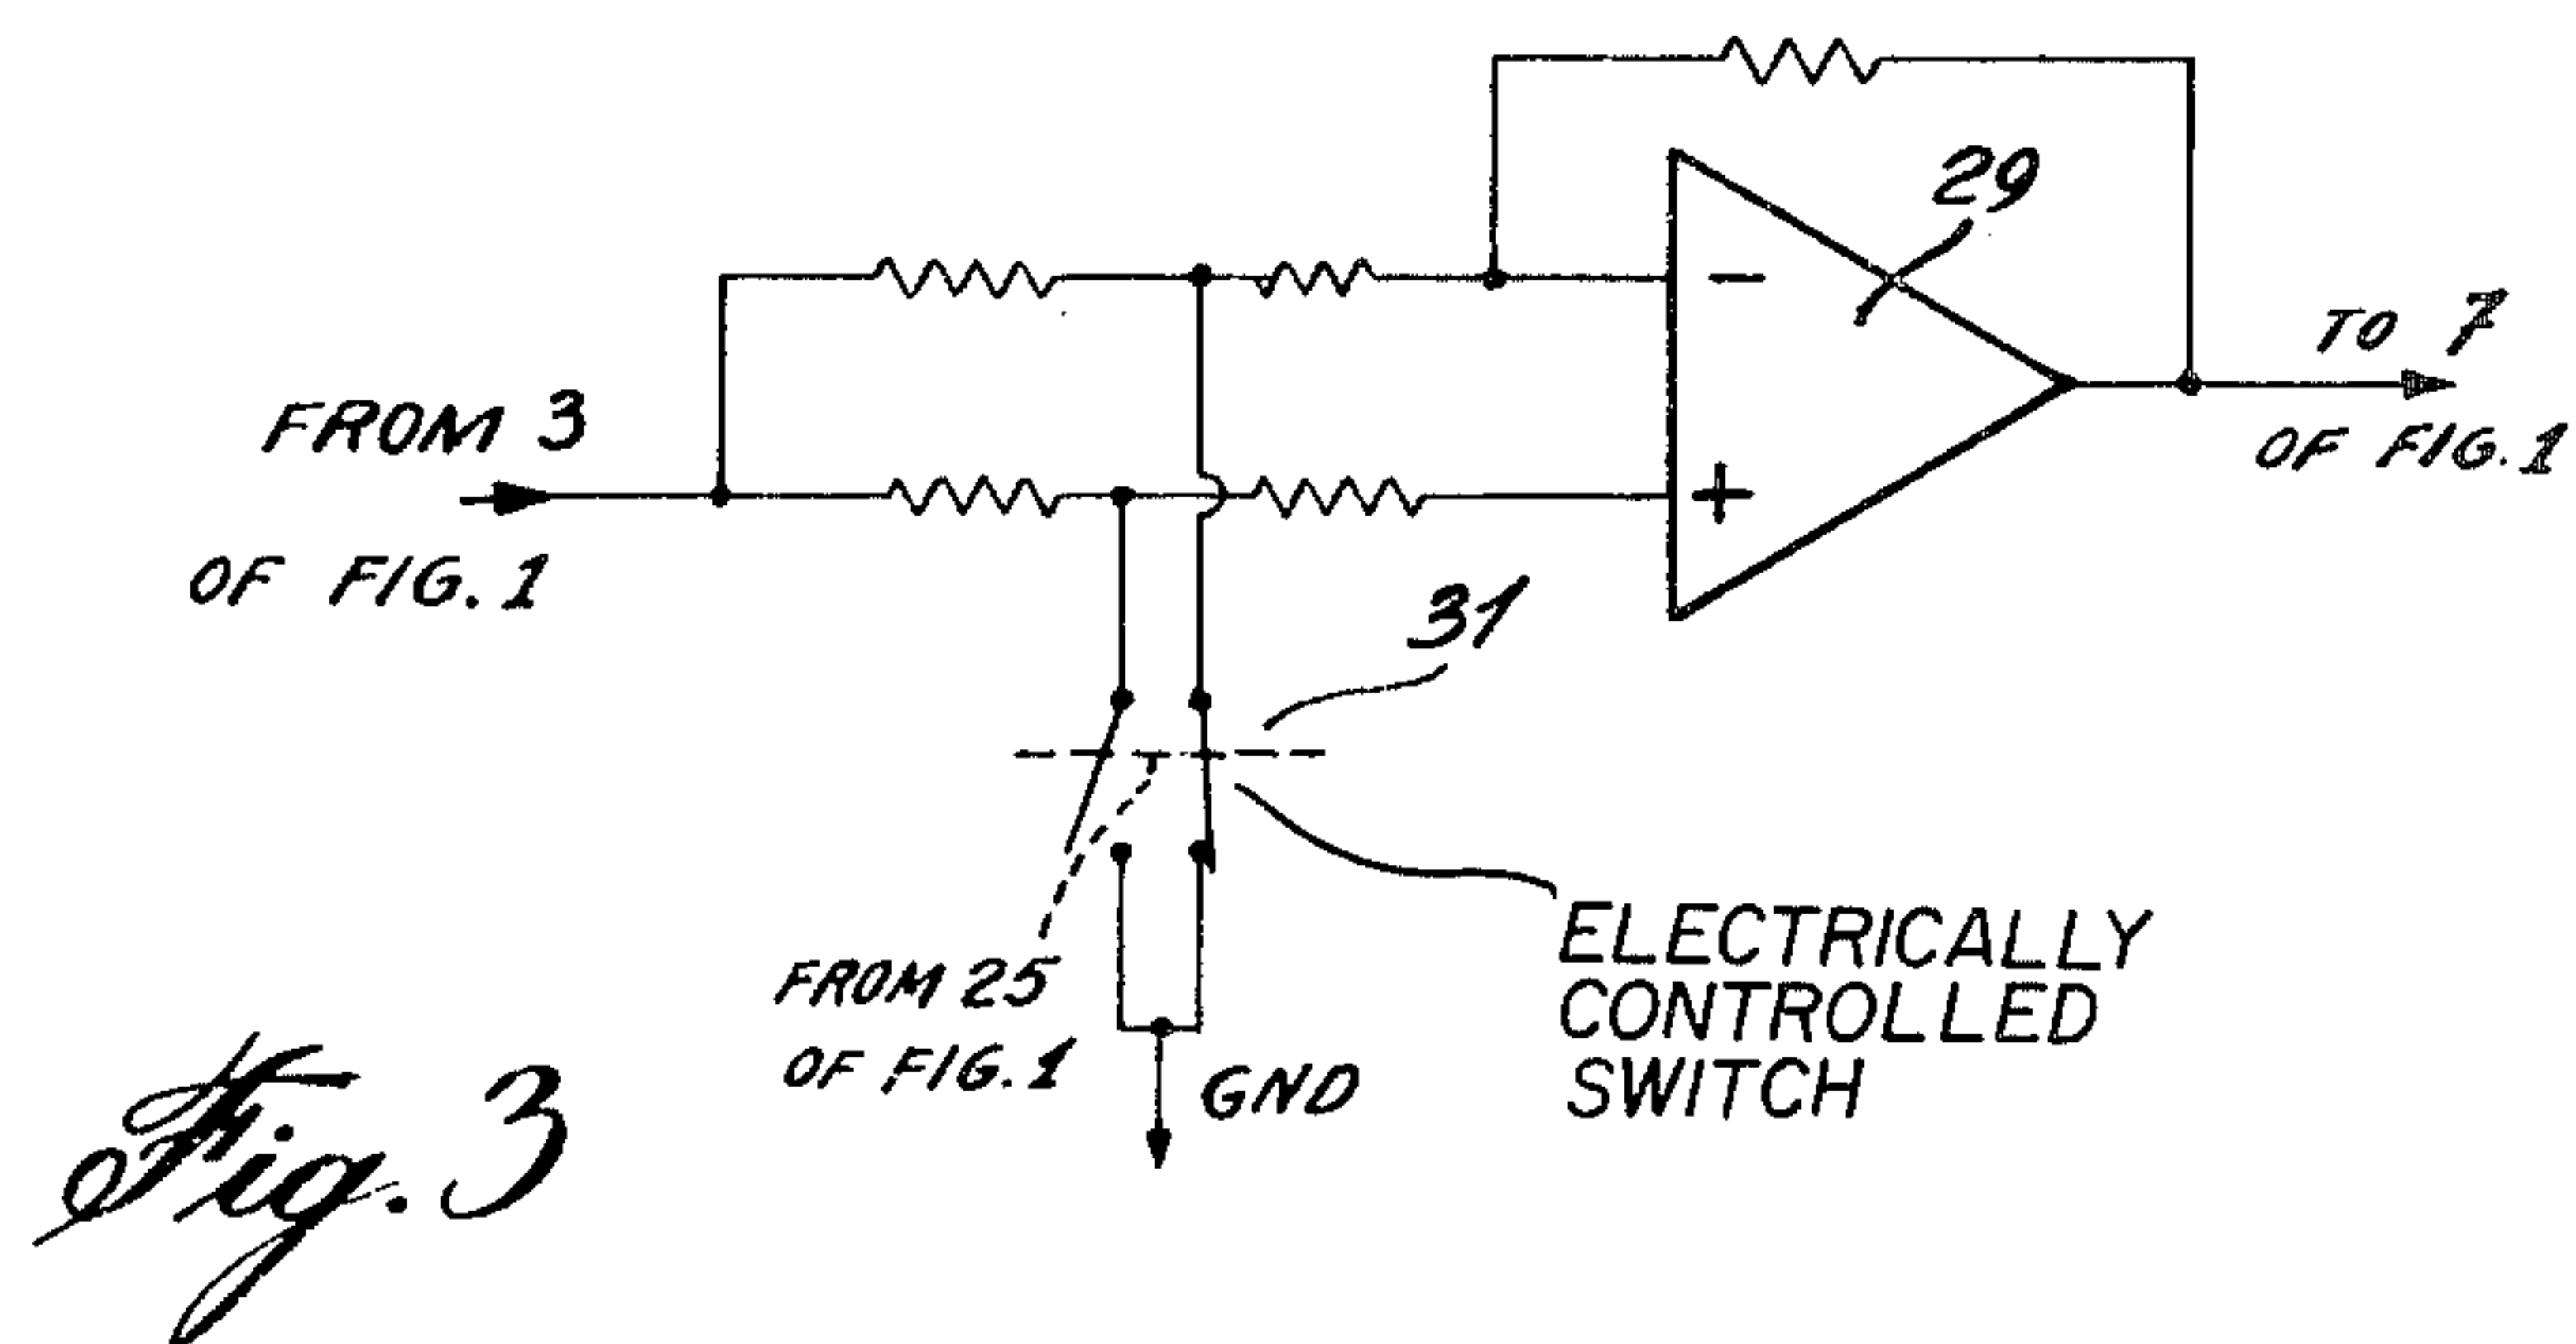 29
TO 7
OF FIG. 1
FROM 3
OF FIG. 1
-
+
31
ELECTRICALLY
CONTROLLED
SWITCH
FROM 25
OF FIG. 1
GND
Fig. 3